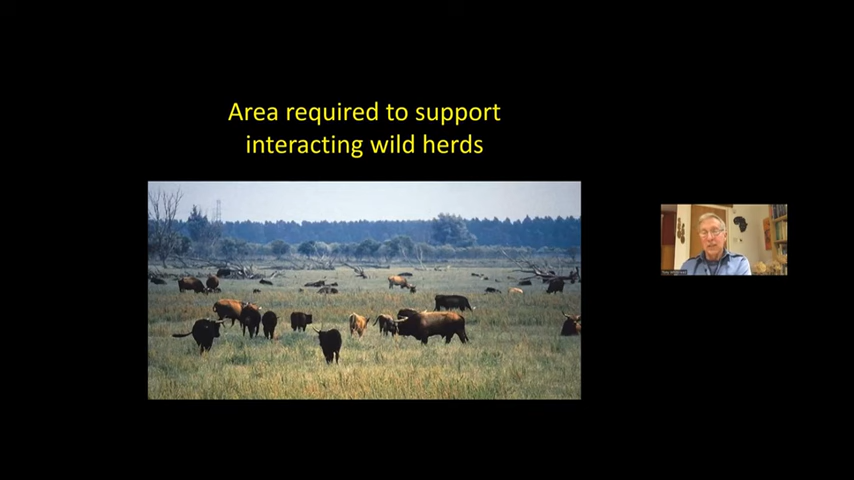 Area required to support
interacting wild herds